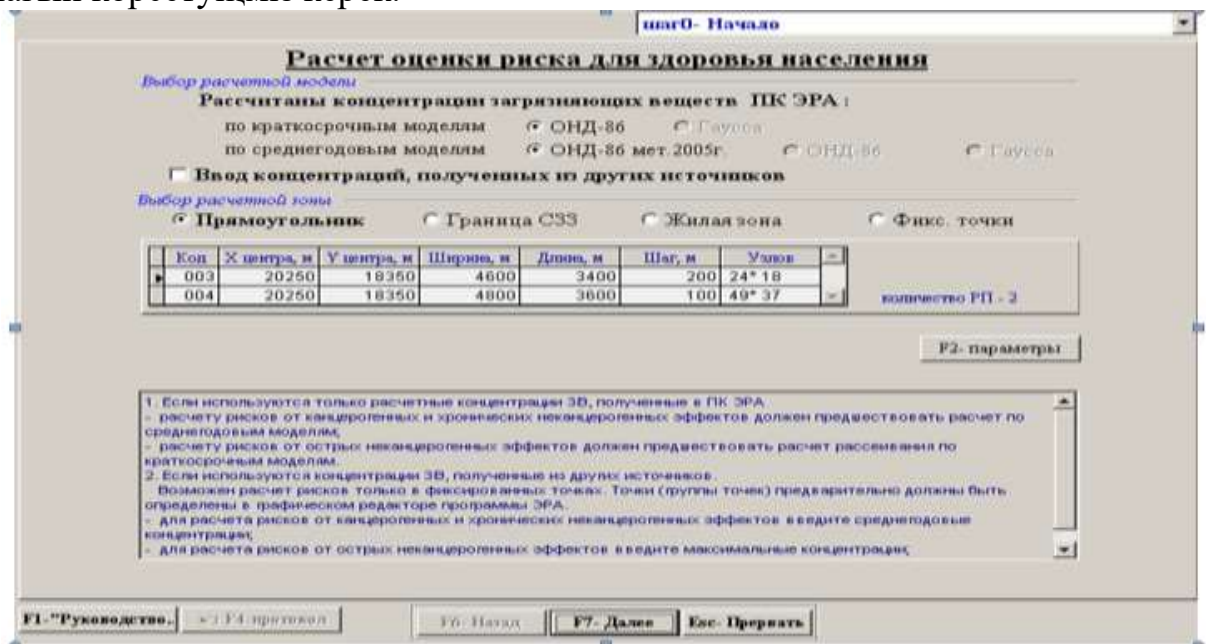 шаг0- Начало
Расчет оценки риска для здоровья населения
Выбор расчетной модели
Рассчитаны концентрации загрязняющих веществ ПК ЭРА :
по краткосрочным моделям ОНД-86 Гаусса
по среднегодовым моделям ОНД-86 мет.2005г. ОНД-86 Гаусса
Ввод концентраций, полученных из других источников
Выбор расчетной зоны
Прямоугольник Граница СЗЗ Жилая зона Фикс. точки
Код X центра, м Y центра, м Ширина, м Длина, м Шаг, м Узлов
003 20250 18350 4600 3400 200 24* 18
004 20250 18350 4800 3600 100 49* 37
количество РП - 2
F2- параметры
1. Если используются только расчетные концентрации ЗВ, полученные в ПК ЭРА
- расчету рисков от канцерогенных и хронических неканцерогенных эффектов должен предшествовать расчет по
среднегодовым моделям;
- расчету рисков от острых неканцерогенных эффектов должен предшествовать расчет рассеивания по
краткосрочным моделям.
2. Если используются концентрации ЗВ, полученные из других источников.
Возможен расчет рисков только в фиксированных точках. Точки (группы точек) предварительно должны быть
определены в графическом редакторе программы ЭРА.
- для расчета рисков от канцерогенных и хронических неканцерогенных эффектов введите среднегодовые
концентрации;
- для расчета рисков от острых неканцерогенных эффектов введите максимальные концентрации;
F1-"Руководство.. F4-протокол F6- Назад F7- Далее Esc- Прервать